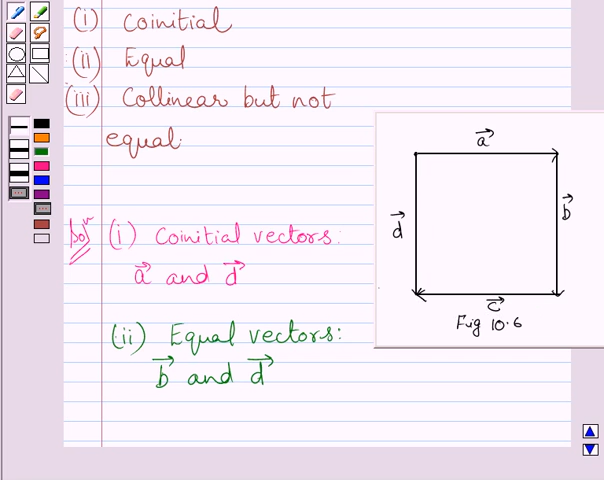 (i) Coinitial
(ii) Equal
(iii) Collinear but not
equal.
Solⁿ (i) Coinitial vectors:
a⃗ and d⃗
(ii) Equal vectors:
b⃗ and d⃗
a⃗
b⃗
d⃗
c⃗
Fig 10.6